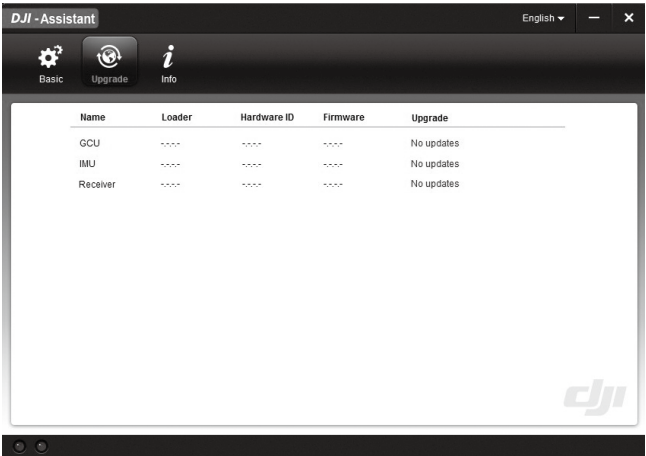 DJI - Assistant English
Basic Upgrade Info
Name Loader Hardware ID Firmware Upgrade
GCU -.-.-.- -.-.-.- -.-.-.- No updates
IMU -.-.-.- -.-.-.- -.-.-.- No updates
Receiver -.-.-.- -.-.-.- -.-.-.- No updates
dji